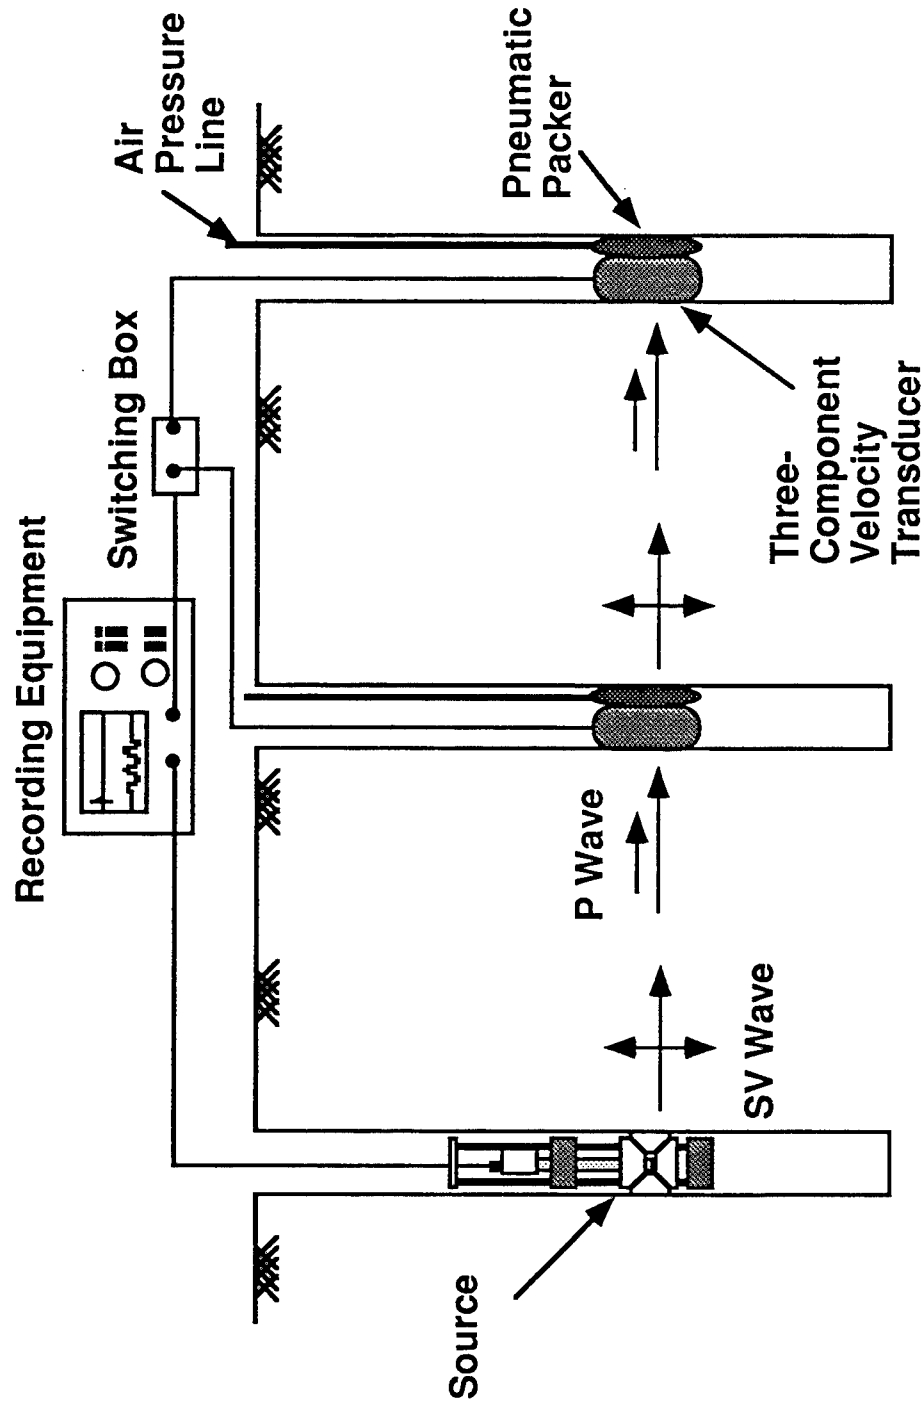 Recording Equipment
Switching Box
Air
Pressure
Line
Source
SV Wave
P Wave
Three-
Component
Velocity
Transducer
Pneumatic
Packer